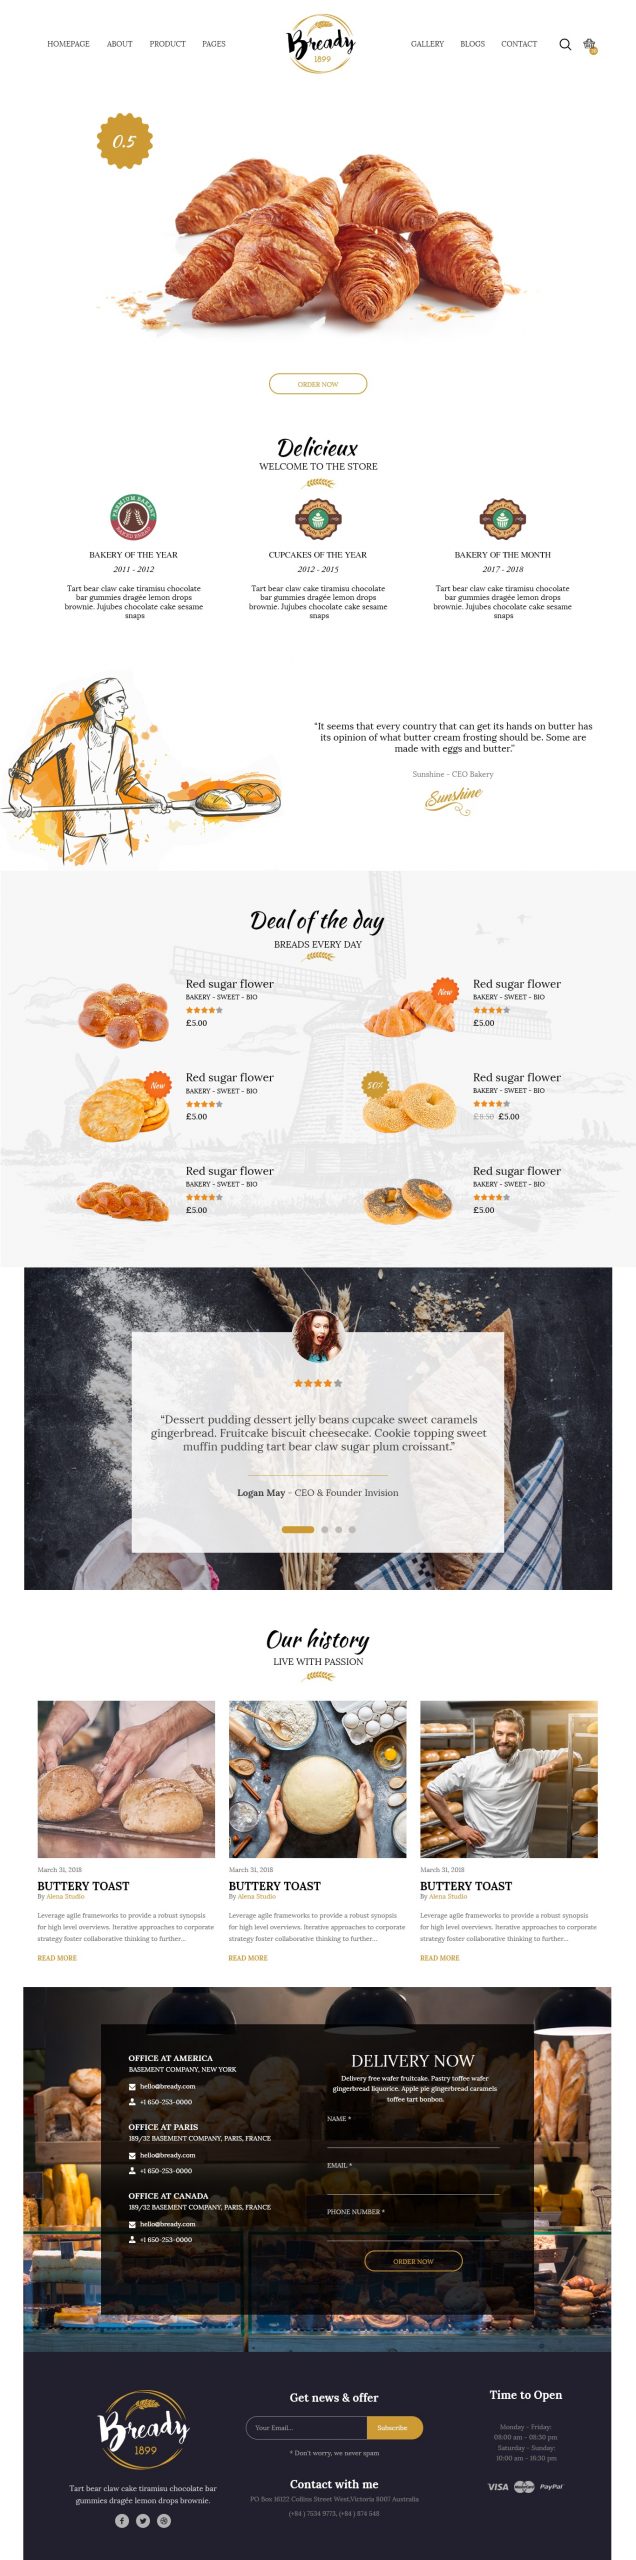 HOMEPAGE ABOUT PRODUCT PAGES
Bready
1899
GALLERY BLOGS CONTACT
0.5
ORDER NOW
Delicieux
WELCOME TO THE STORE
PREMIUM BAKERY
BAKED BREAD
BAKERY OF THE YEAR
2011 - 2012
Tart bear claw cake tiramisu chocolate
bar gummies dragée lemon drops
brownie. Jujubes chocolate cake sesame
snaps
CUPCAKES OF THE YEAR
2012 - 2015
Tart bear claw cake tiramisu chocolate
bar gummies dragée lemon drops
brownie. Jujubes chocolate cake sesame
snaps
BAKERY OF THE MONTH
2017 - 2018
Tart bear claw cake tiramisu chocolate
bar gummies dragée lemon drops
brownie. Jujubes chocolate cake sesame
snaps
“It seems that every country that can get its hands on butter has
its opinion of what butter cream frosting should be. Some are
made with eggs and butter.”
Sunshine - CEO Bakery
Sunshine
Deal of the day
BREADS EVERY DAY
Red sugar flower
BAKERY - SWEET - BIO
£5.00
New
Red sugar flower
BAKERY - SWEET - BIO
£5.00
New
Red sugar flower
BAKERY - SWEET - BIO
£5.00
50%
Red sugar flower
BAKERY - SWEET - BIO
£8.50 £5.00
Red sugar flower
BAKERY - SWEET - BIO
£5.00
Red sugar flower
BAKERY - SWEET - BIO
£5.00
“Dessert pudding dessert jelly beans cupcake sweet caramels
gingerbread. Fruitcake biscuit cheesecake. Cookie topping sweet
muffin pudding tart bear claw sugar plum croissant.”
Logan May - CEO & Founder Invision
Our history
LIVE WITH PASSION
March 31, 2018
BUTTERY TOAST
By Alena Studio
Leverage agile frameworks to provide a robust synopsis
for high level overviews. Iterative approaches to corporate
strategy foster collaborative thinking to further...
READ MORE
March 31, 2018
BUTTERY TOAST
By Alena Studio
Leverage agile frameworks to provide a robust synopsis
for high level overviews. Iterative approaches to corporate
strategy foster collaborative thinking to further...
READ MORE
March 31, 2018
BUTTERY TOAST
By Alena Studio
Leverage agile frameworks to provide a robust synopsis
for high level overviews. Iterative approaches to corporate
strategy foster collaborative thinking to further...
READ MORE
OFFICE AT AMERICA
BASEMENT COMPANY, NEW YORK
hello@bready.com
+1 650-253-0000
OFFICE AT PARIS
189/32 BASEMENT COMPANY, PARIS, FRANCE
hello@bready.com
+1 650-253-0000
OFFICE AT CANADA
189/32 BASEMENT COMPANY, PARIS, FRANCE
hello@bready.com
+1 650-253-0000
DELIVERY NOW
Delivery free wafer fruitcake. Pastry toffee wafer
gingerbread liquorice. Apple pie gingerbread caramels
toffee tart bonbon.
NAME *
EMAIL *
PHONE NUMBER *
ORDER NOW
Bready
1899
Tart bear claw cake tiramisu chocolate bar
gummies dragée lemon drops brownie.
Get news & offer
Your Email...
Subscribe
* Don't worry, we never spam
Contact with me
PO Box 16122 Collins Street West,Victoria 8007 Australia
(+84 ) 7534 9773, (+84 ) 874 548
Time to Open
Monday - Friday:
08:00 am - 08:30 pm
Saturday - Sunday:
10:00 am - 16:30 pm
VISA PayPal